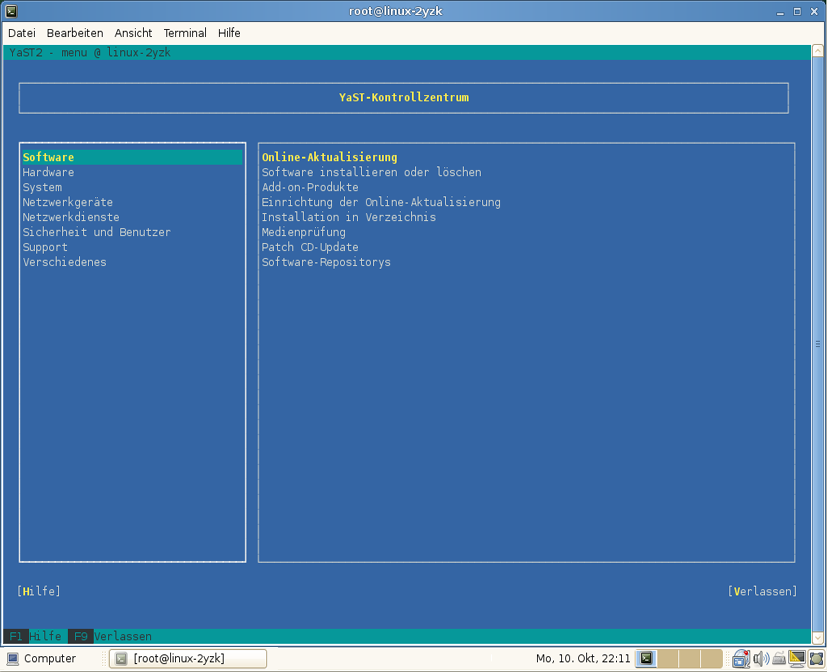 root@linux-2yzk
Datei Bearbeiten Ansicht Terminal Hilfe
YaST2 - menu @ linux-2yzk
YaST-Kontrollzentrum
Software
Hardware
System
Netzwerkgeräte
Netzwerkdienste
Sicherheit und Benutzer
Support
Verschiedenes
Online-Aktualisierung
Software installieren oder löschen
Add-on-Produkte
Einrichtung der Online-Aktualisierung
Installation in Verzeichnis
Medienprüfung
Patch CD-Update
Software-Repositorys
[Hilfe] [Verlassen]
F1 Hilfe F9 Verlassen
Computer [root@linux-2yzk] Mo, 10. Okt, 22:11